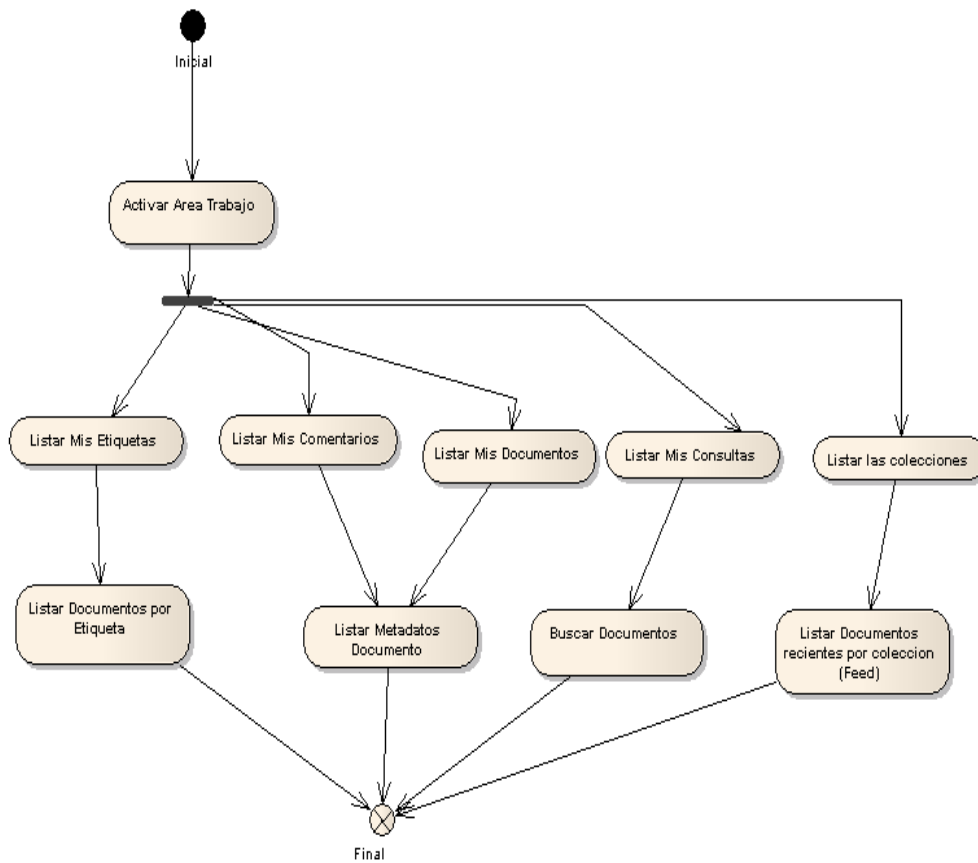 Inicial
Activar Area Trabajo
Listar Mis Etiquetas
Listar Mis Comentarios
Listar Mis Documentos
Listar Mis Consultas
Listar las colecciones
Listar Documentos por
Etiqueta
Listar Metadatos
Documento
Buscar Documentos
Listar Documentos
recientes por coleccion
(Feed)
Final